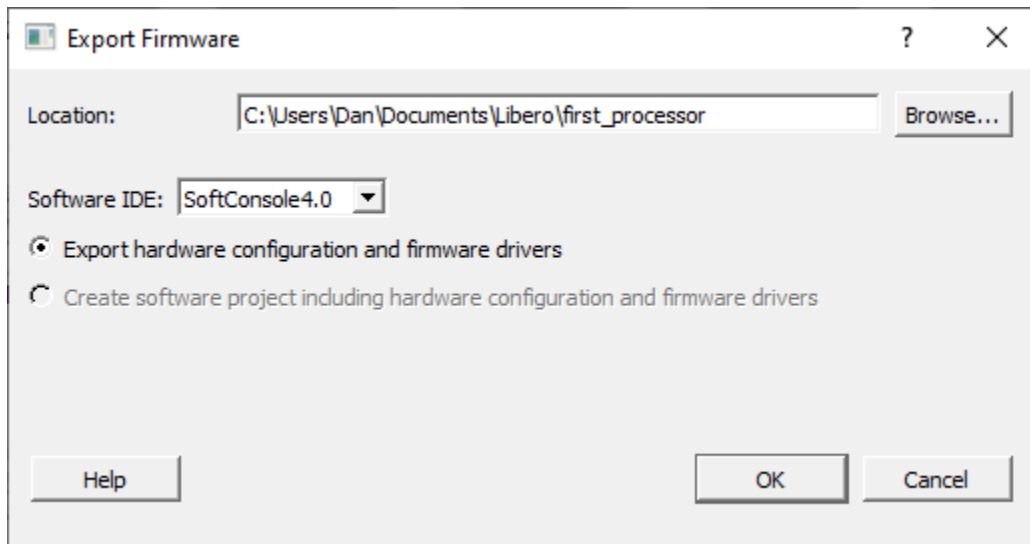 Export Firmware
?
Location: C:\Users\Dan\Documents\Libero\first_processor Browse...
Software IDE: SoftConsole4.0
Export hardware configuration and firmware drivers
Create software project including hardware configuration and firmware drivers
Help OK Cancel